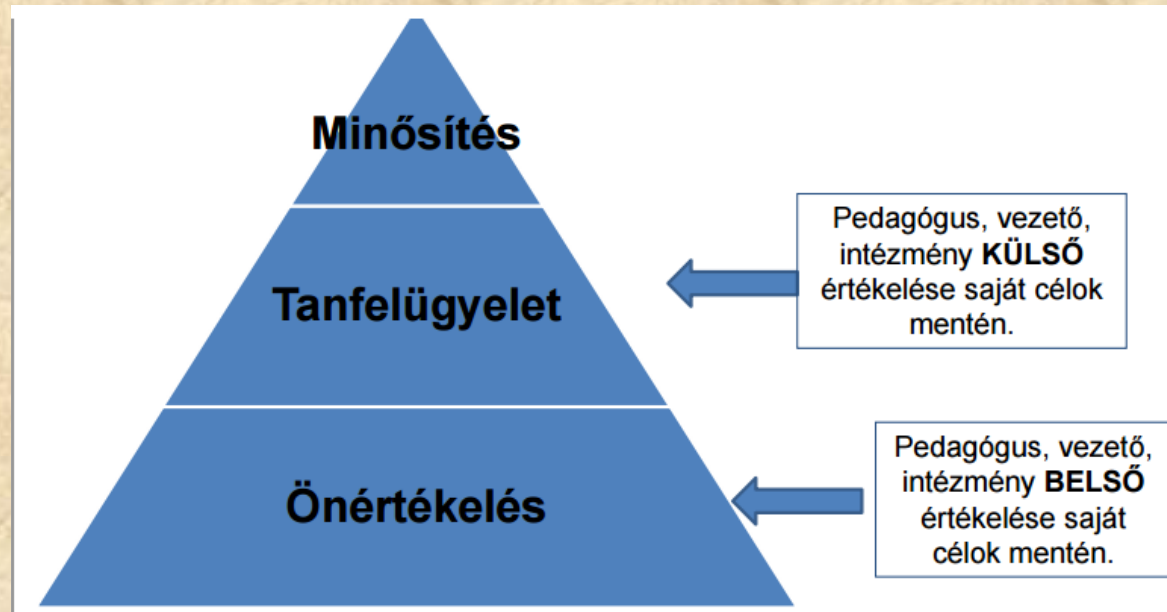 Minősítés
Pedagógus, vezető,
intézmény KÜLSŐ
értékelése saját célok
mentén.
Tanfelügyelet
Pedagógus, vezető,
intézmény BELSŐ
értékelése saját
célok mentén.
Önértékelés